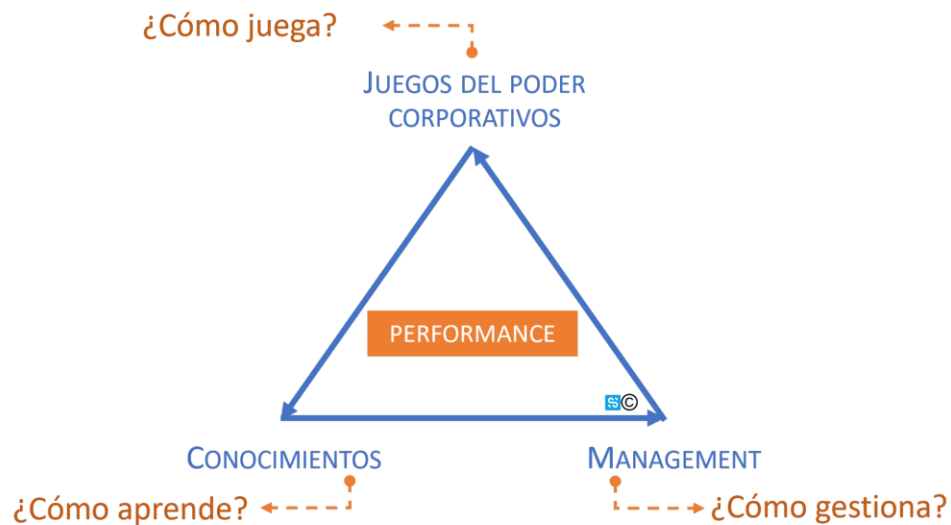 ¿Cómo juega?
JUEGOS DEL PODER
CORPORATIVOS
PERFORMANCE
©
CONOCIMIENTOS
MANAGEMENT
¿Cómo aprende?
¿Cómo gestiona?